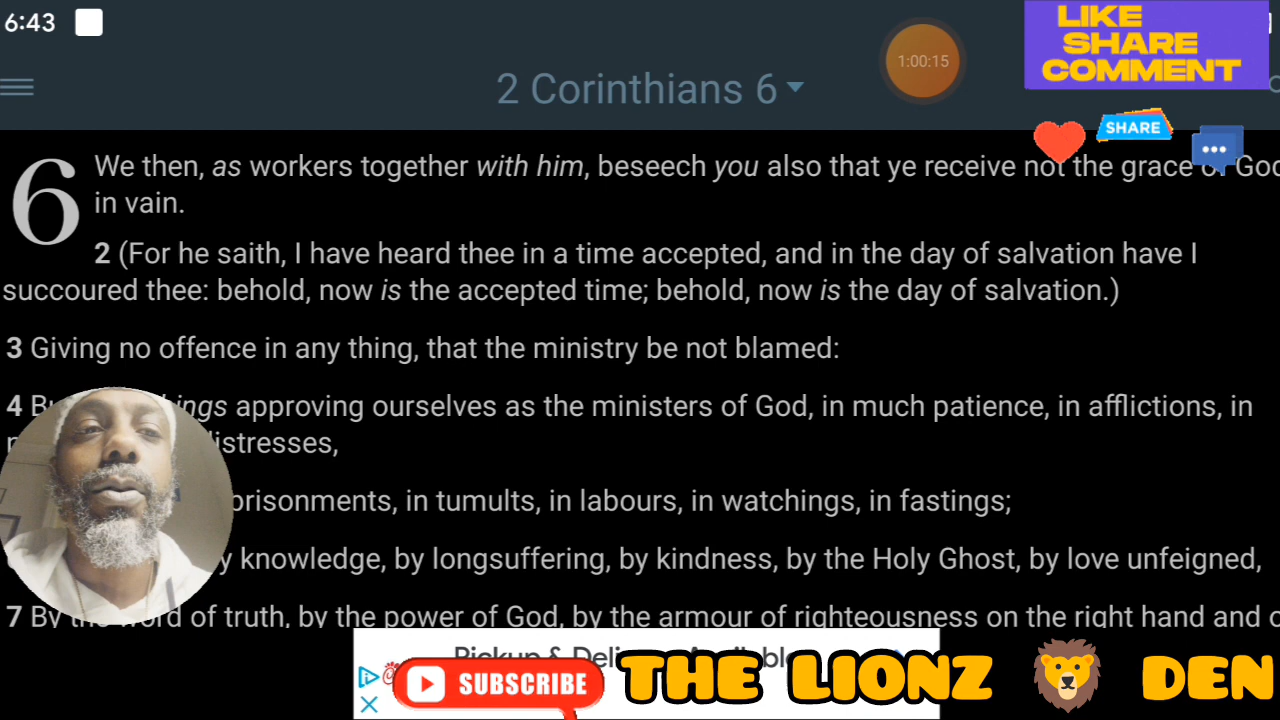 6:43
1:00:15
LIKE
SHARE
COMMENT
2 Corinthians 6
SHARE
6 We then, as workers together with him, beseech you also that ye receive not the grace of God
in vain.
2 (For he saith, I have heard thee in a time accepted, and in the day of salvation have I
succoured thee: behold, now is the accepted time; behold, now is the day of salvation.)
3 Giving no offence in any thing, that the ministry be not blamed:
4 approving ourselves as the ministers of God, in much patience, in afflictions, in
distresses,
prisonments, in tumults, in labours, in watchings, in fastings;
knowledge, by longsuffering, by kindness, by the Holy Ghost, by love unfeigned,
7 By the word of truth, by the power of God, by the armour of righteousness on the right hand and
Pickup &
SUBSCRIBE
THE LIONZ DEN